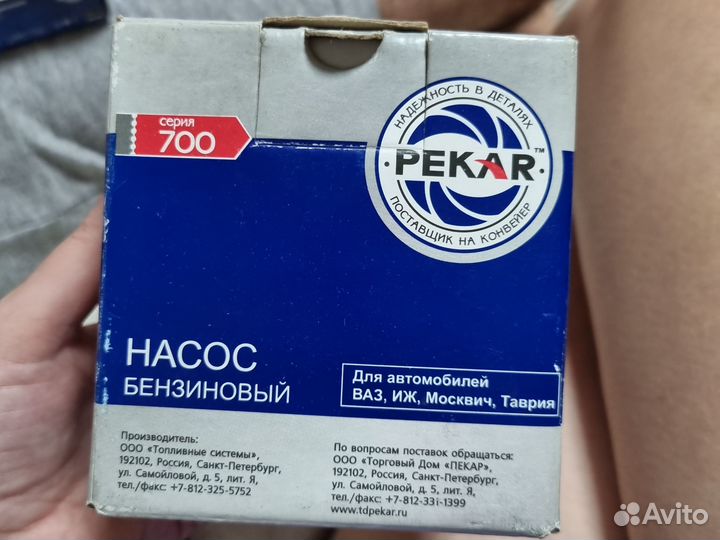 серия
700
НАДЕЖНОСТЬ В ДЕТАЛЯХ
PEKAR™
ПОСТАВЩИК НА КОНВЕЙЕР
НАСОС
БЕНЗИНОВЫЙ
Для автомобилей
ВАЗ, ИЖ, Москвич, Таврия
Производитель:
ООО «Топливные системы»,
192102, Россия, Санкт-Петербург,
ул. Самойловой, д. 5, лит. Я,
тел./факс: +7-812-325-5752
По вопросам поставок обращаться:
ООО «Торговый Дом «ПЕКАР»,
192102, Россия, Санкт-Петербург,
ул. Самойловой, д. 5, лит. Я,
тел./факс: +7-812-331-1399
www.tdpekar.ru
Avito